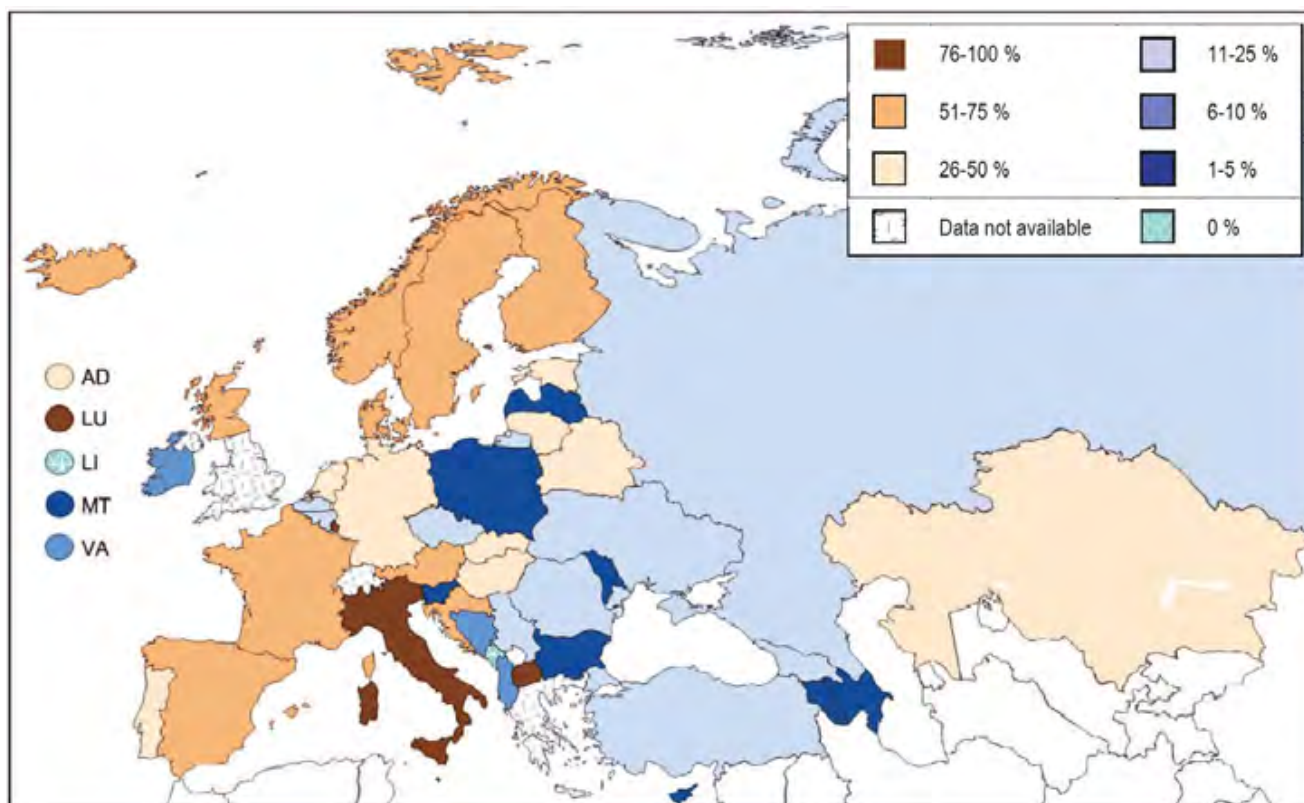 76-100 %
11-25 %
51-75 %
6-10 %
26-50 %
1-5 %
Data not available
0 %
AD
LU
LI
MT
VA